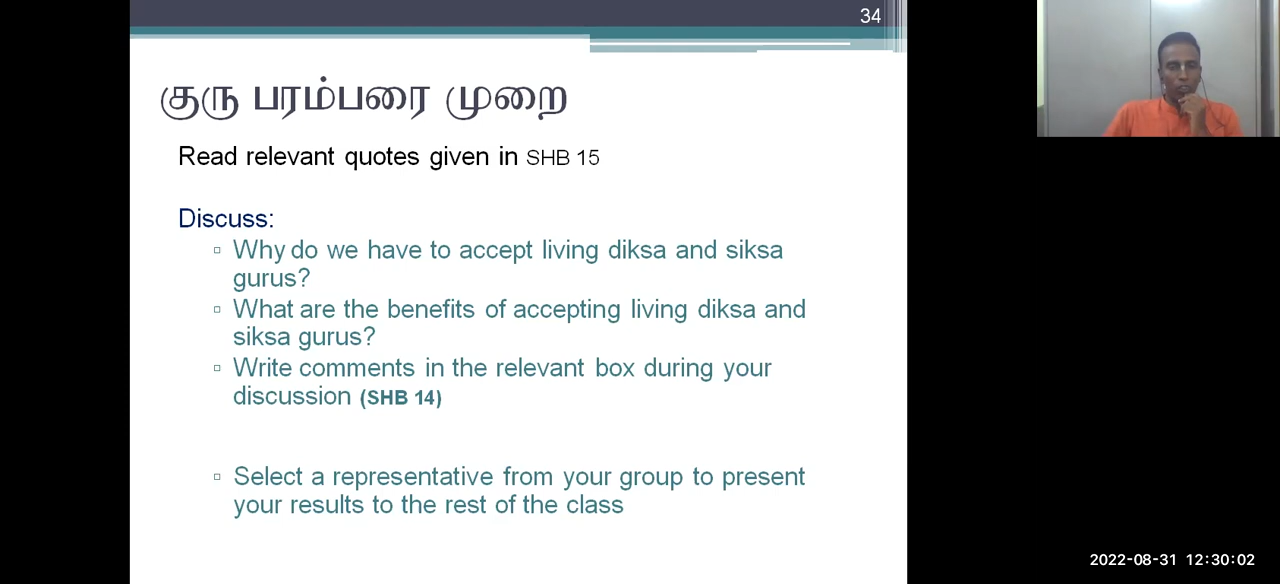 34
குரு பரம்பரை முறை
Read relevant quotes given in SHB 15
Discuss:
Why do we have to accept living diksa and siksa
gurus?
What are the benefits of accepting living diksa and
siksa gurus?
Write comments in the relevant box during your
discussion (SHB 14)
Select a representative from your group to present
your results to the rest of the class
2022-08-31 12:30:02